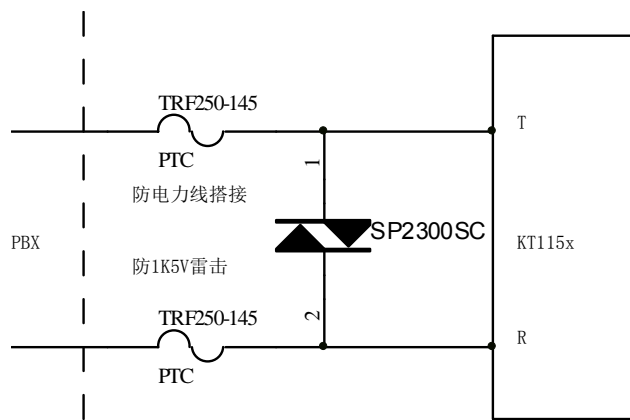 TRF250-145
PTC
T
1
防电力线搭接
SP2300SC
PBX
KT115x
防1K5V雷击
2
TRF250-145
R
PTC